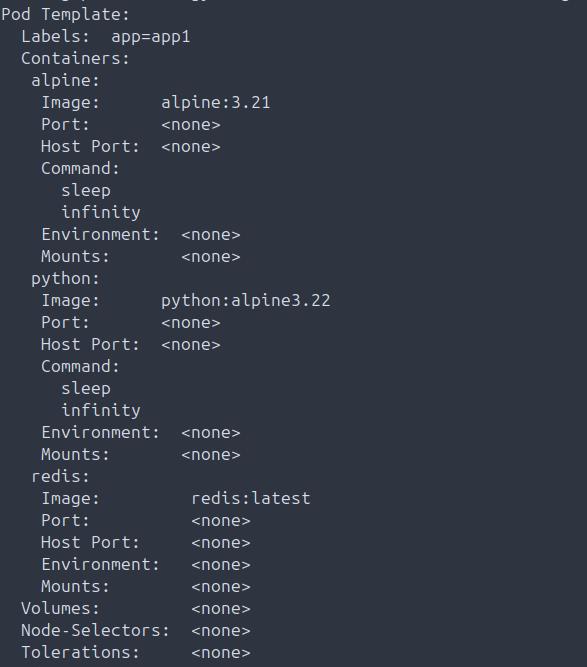 Pod Template:
  Labels:  app=app1
  Containers:
   alpine:
    Image:      alpine:3.21
    Port:       <none>
    Host Port:  <none>
    Command:
      sleep
      infinity
    Environment:  <none>
    Mounts:       <none>
   python:
    Image:      python:alpine3.22
    Port:       <none>
    Host Port:  <none>
    Command:
      sleep
      infinity
    Environment:  <none>
    Mounts:       <none>
   redis:
    Image:         redis:latest
    Port:          <none>
    Host Port:     <none>
    Environment:   <none>
    Mounts:        <none>
  Volumes:         <none>
  Node-Selectors:  <none>
  Tolerations:     <none>